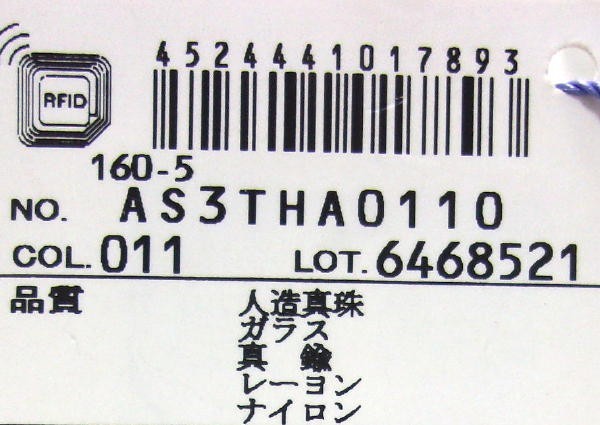 4524441017893
RFID
160-5
NO. AS3THA0110
COL. 011 LOT. 6468521
品質 人造真珠
ガラス
真鍮
レーヨン
ナイロン